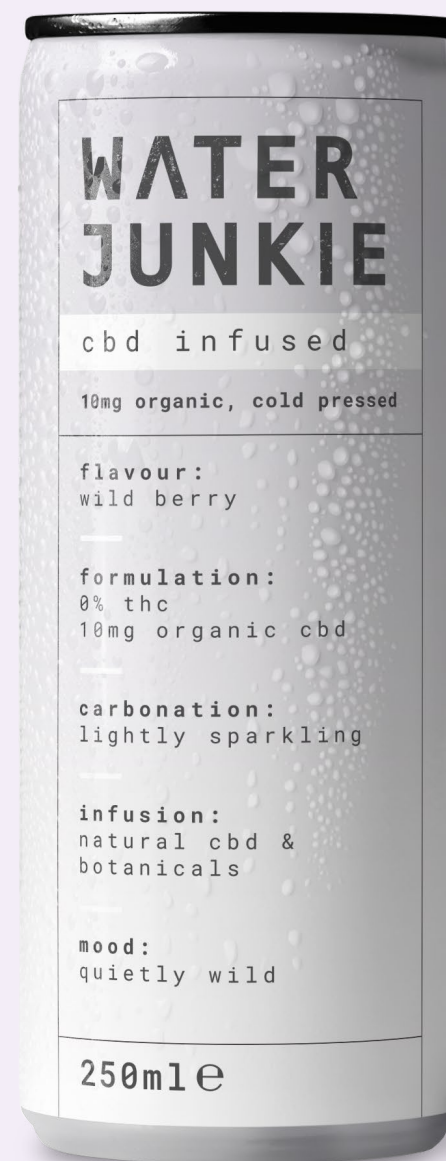 WATER
JUNKIE
cbd infused
10mg organic, cold pressed
flavour:
wild berry
formulation:
0% thc
10mg organic cbd
carbonation:
lightly sparkling
infusion:
natural cbd &
botanicals
mood:
quietly wild
250ml℮